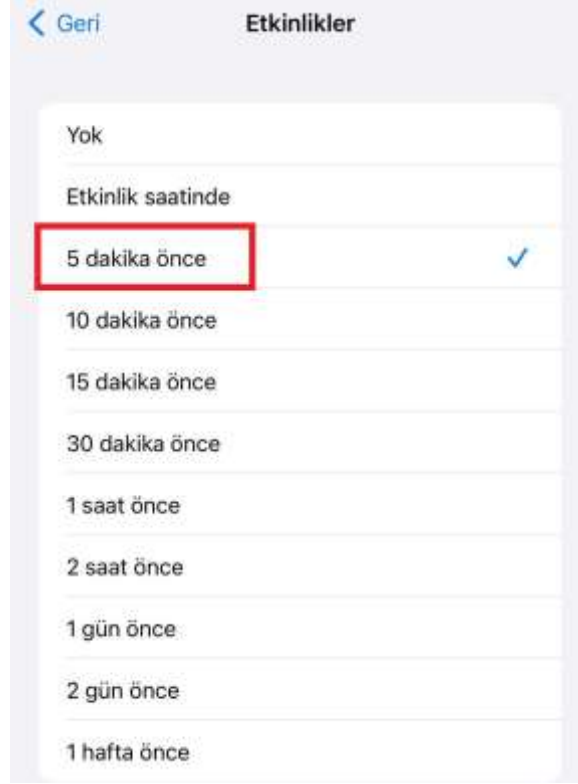 Geri
Etkinlikler
Yok
Etkinlik saatinde
5 dakika önce
10 dakika önce
15 dakika önce
30 dakika önce
1 saat önce
2 saat önce
1 gün önce
2 gün önce
1 hafta önce